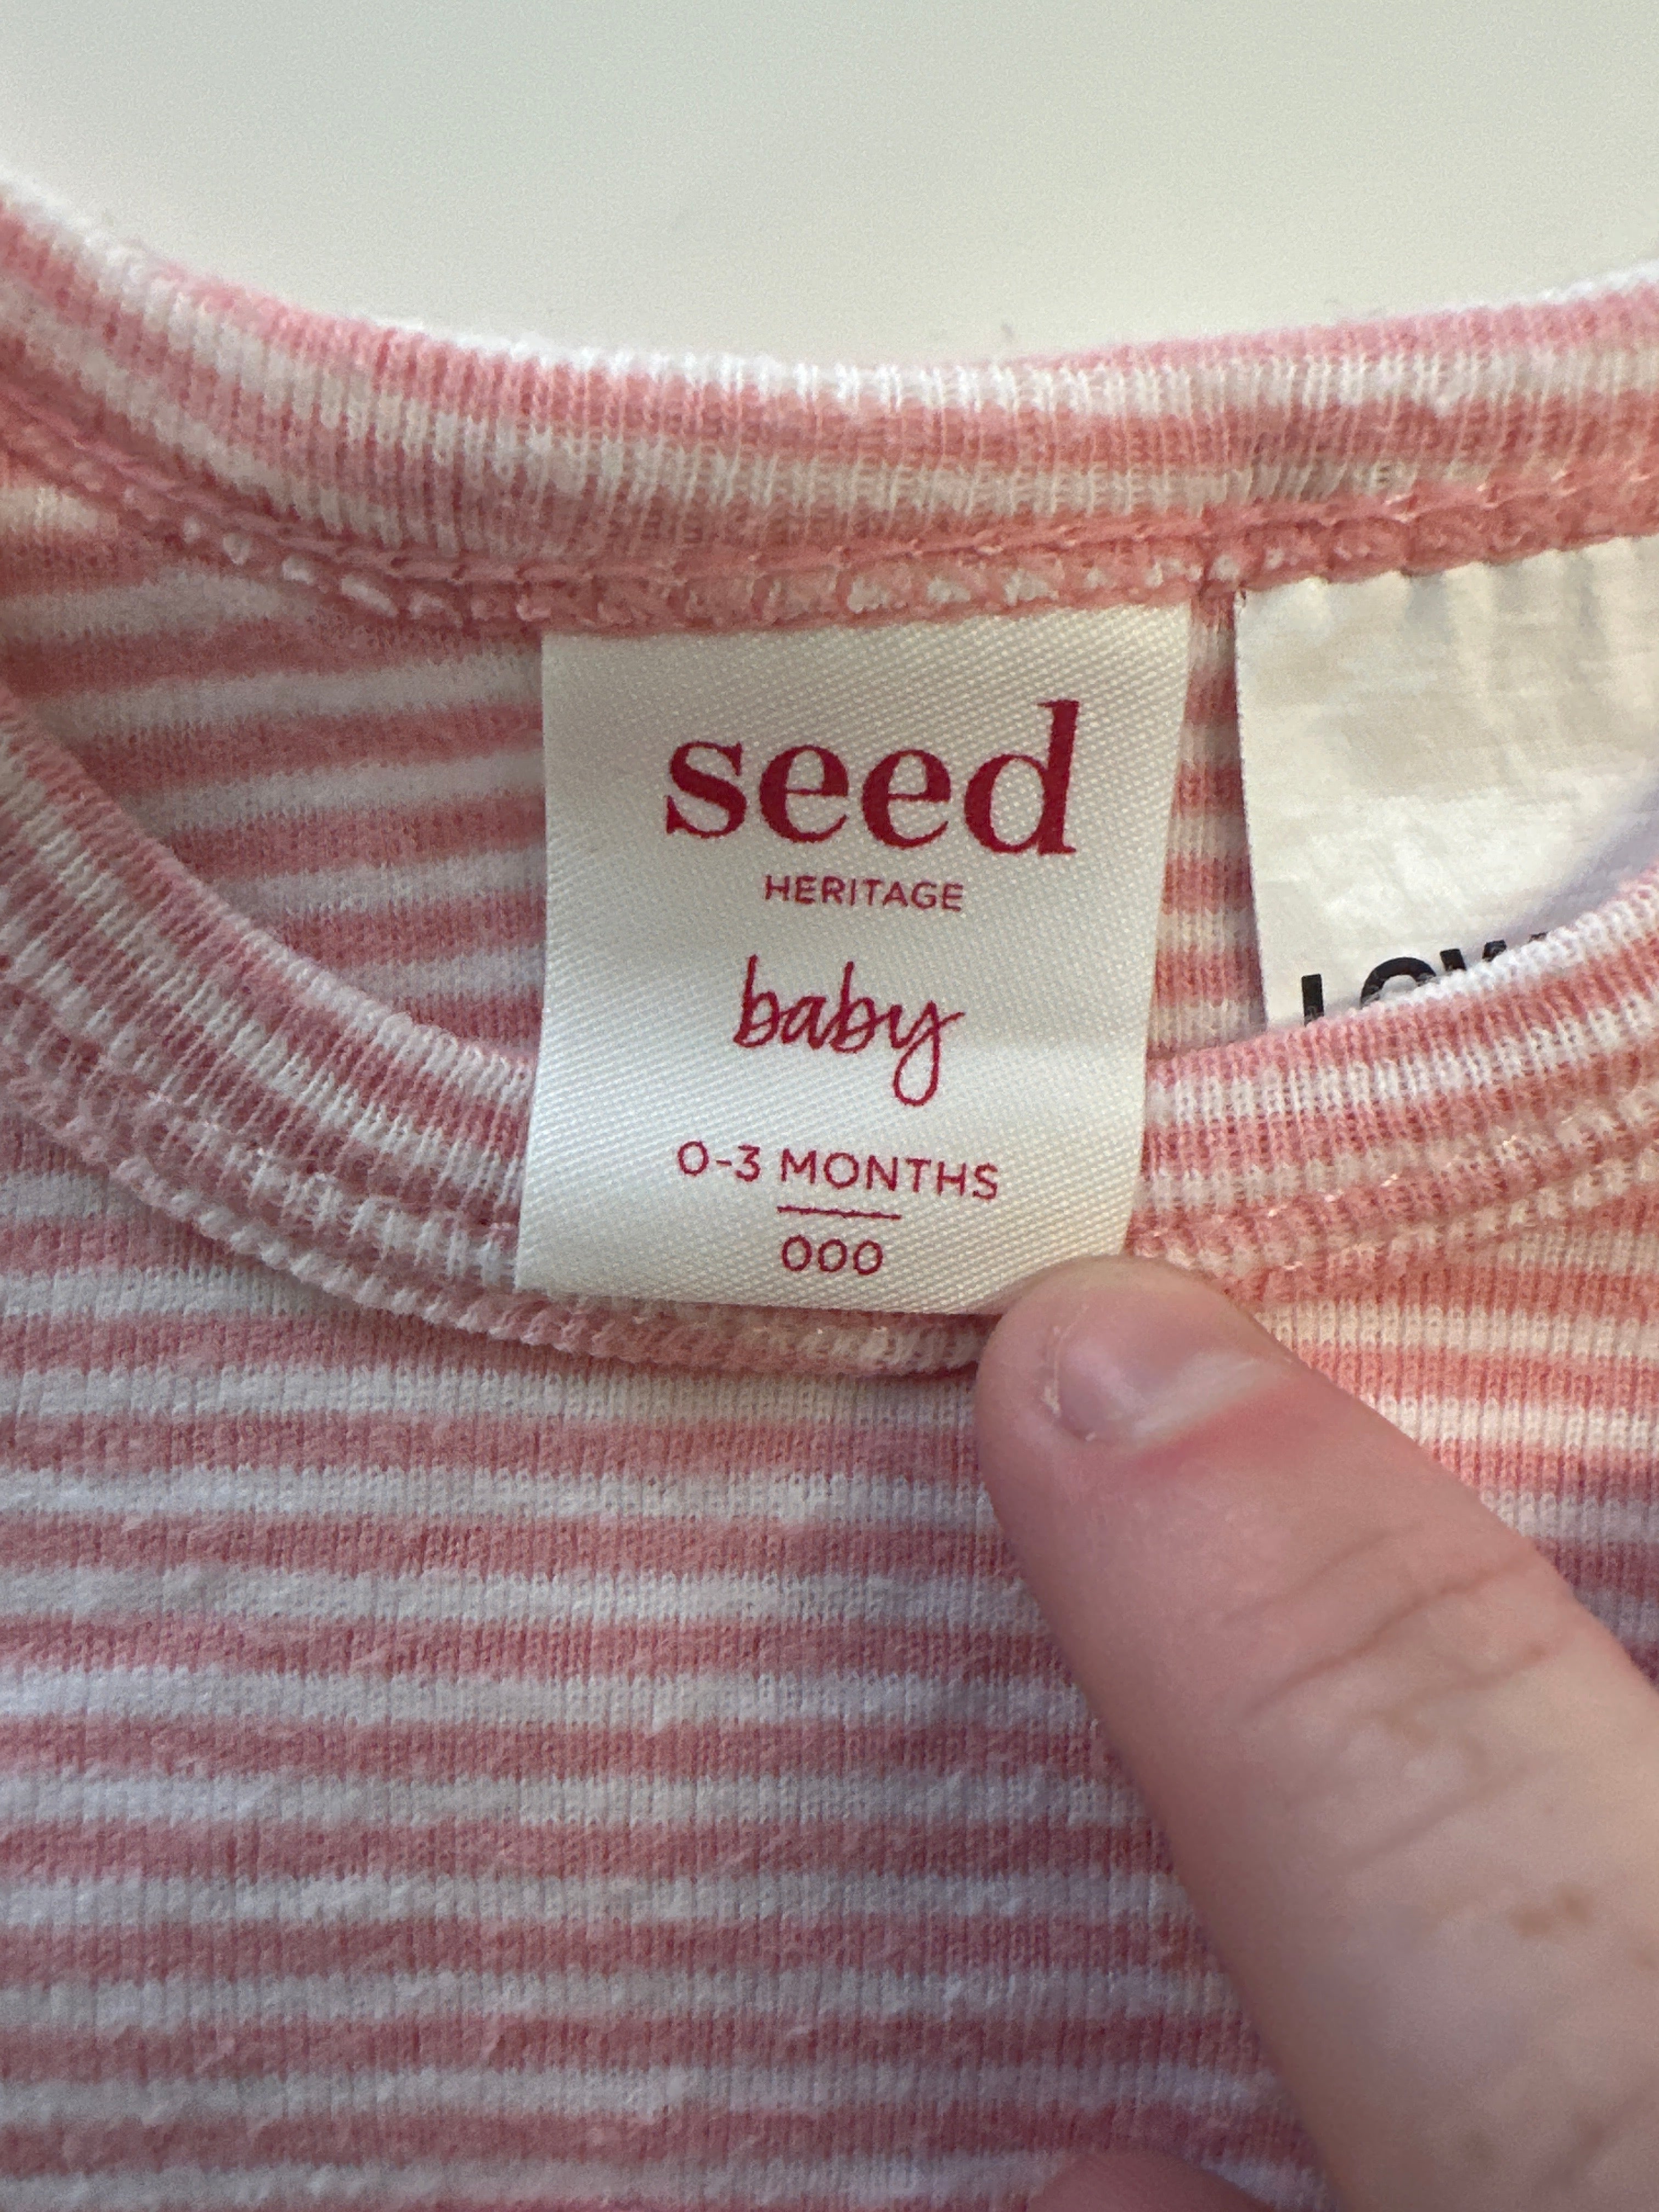 seed
HERITAGE
baby
0-3 MONTHS
000